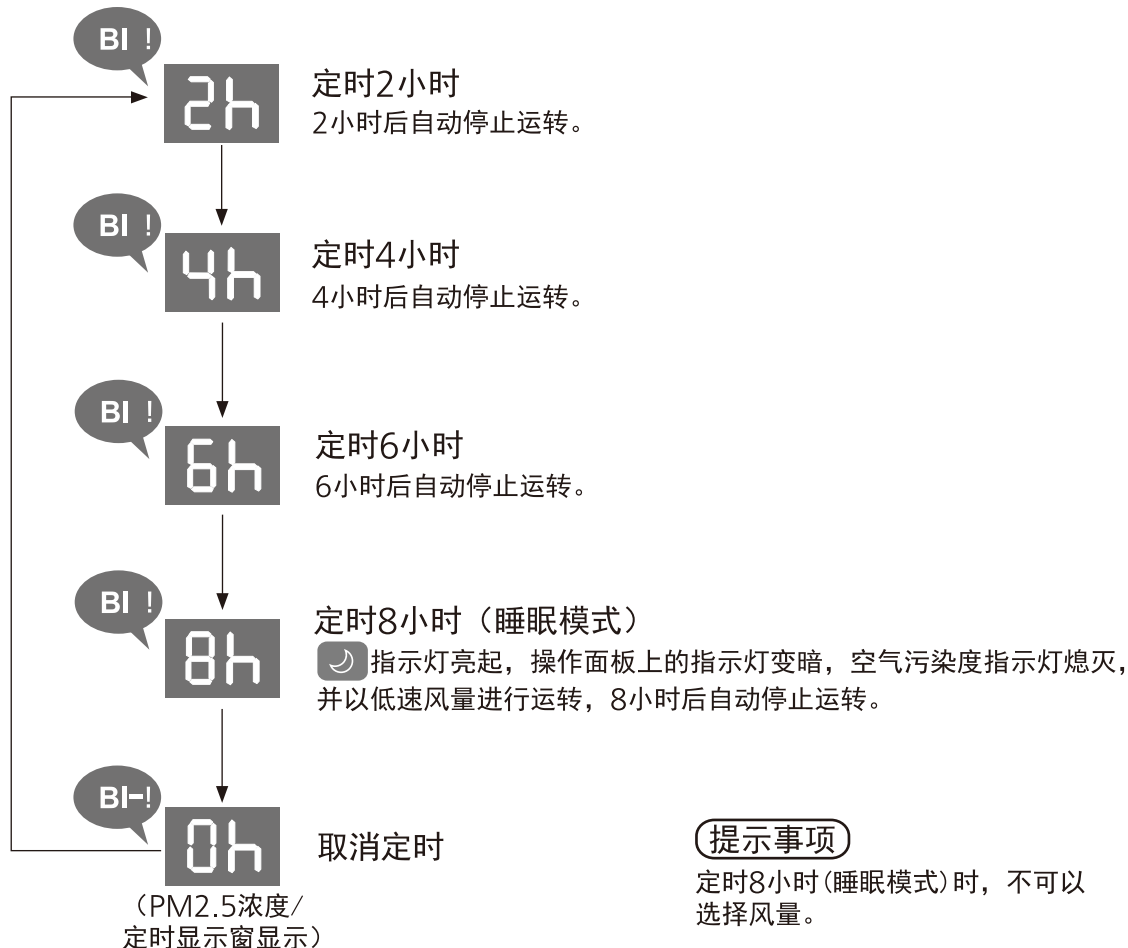 BI !
2h
定时2小时
2小时后自动停止运转。
BI !
4h
定时4小时
4小时后自动停止运转。
BI !
6h
定时6小时
6小时后自动停止运转。
BI !
8h
定时8小时（睡眠模式）
指示灯亮起，操作面板上的指示灯变暗，空气污染度指示灯熄灭，
并以低速风量进行运转，8小时后自动停止运转。
BI-!
0h
取消定时
（PM2.5浓度/
定时显示窗显示）
提示事项
定时8小时(睡眠模式)时，不可以
选择风量。